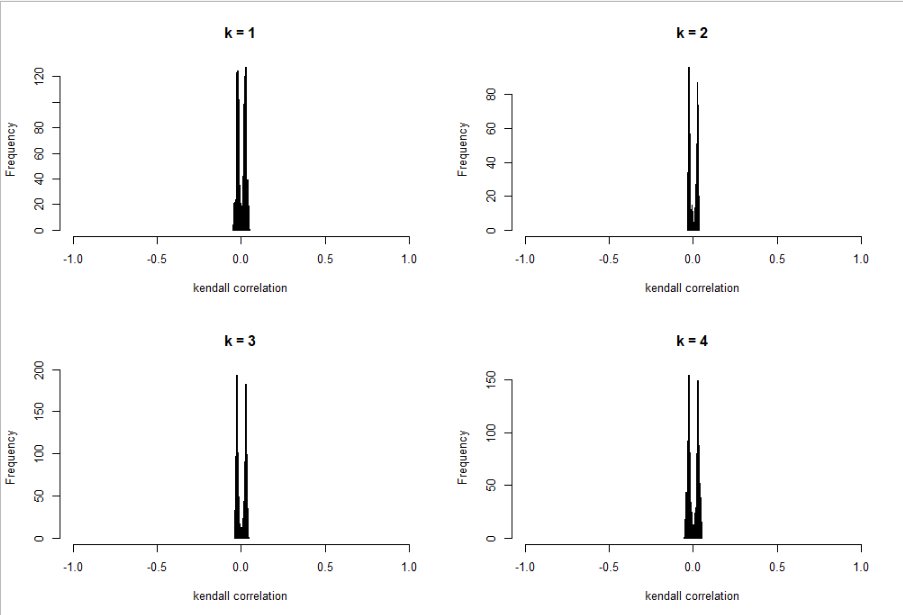 k = 1
120
80
60
40
20
0
Frequency
-1.0 -0.5 0.0 0.5 1.0
kendall correlation
k = 2
80
60
40
20
0
Frequency
-1.0 -0.5 0.0 0.5 1.0
kendall correlation
k = 3
200
150
100
50
0
Frequency
-1.0 -0.5 0.0 0.5 1.0
kendall correlation
k = 4
150
100
50
0
Frequency
-1.0 -0.5 0.0 0.5 1.0
kendall correlation